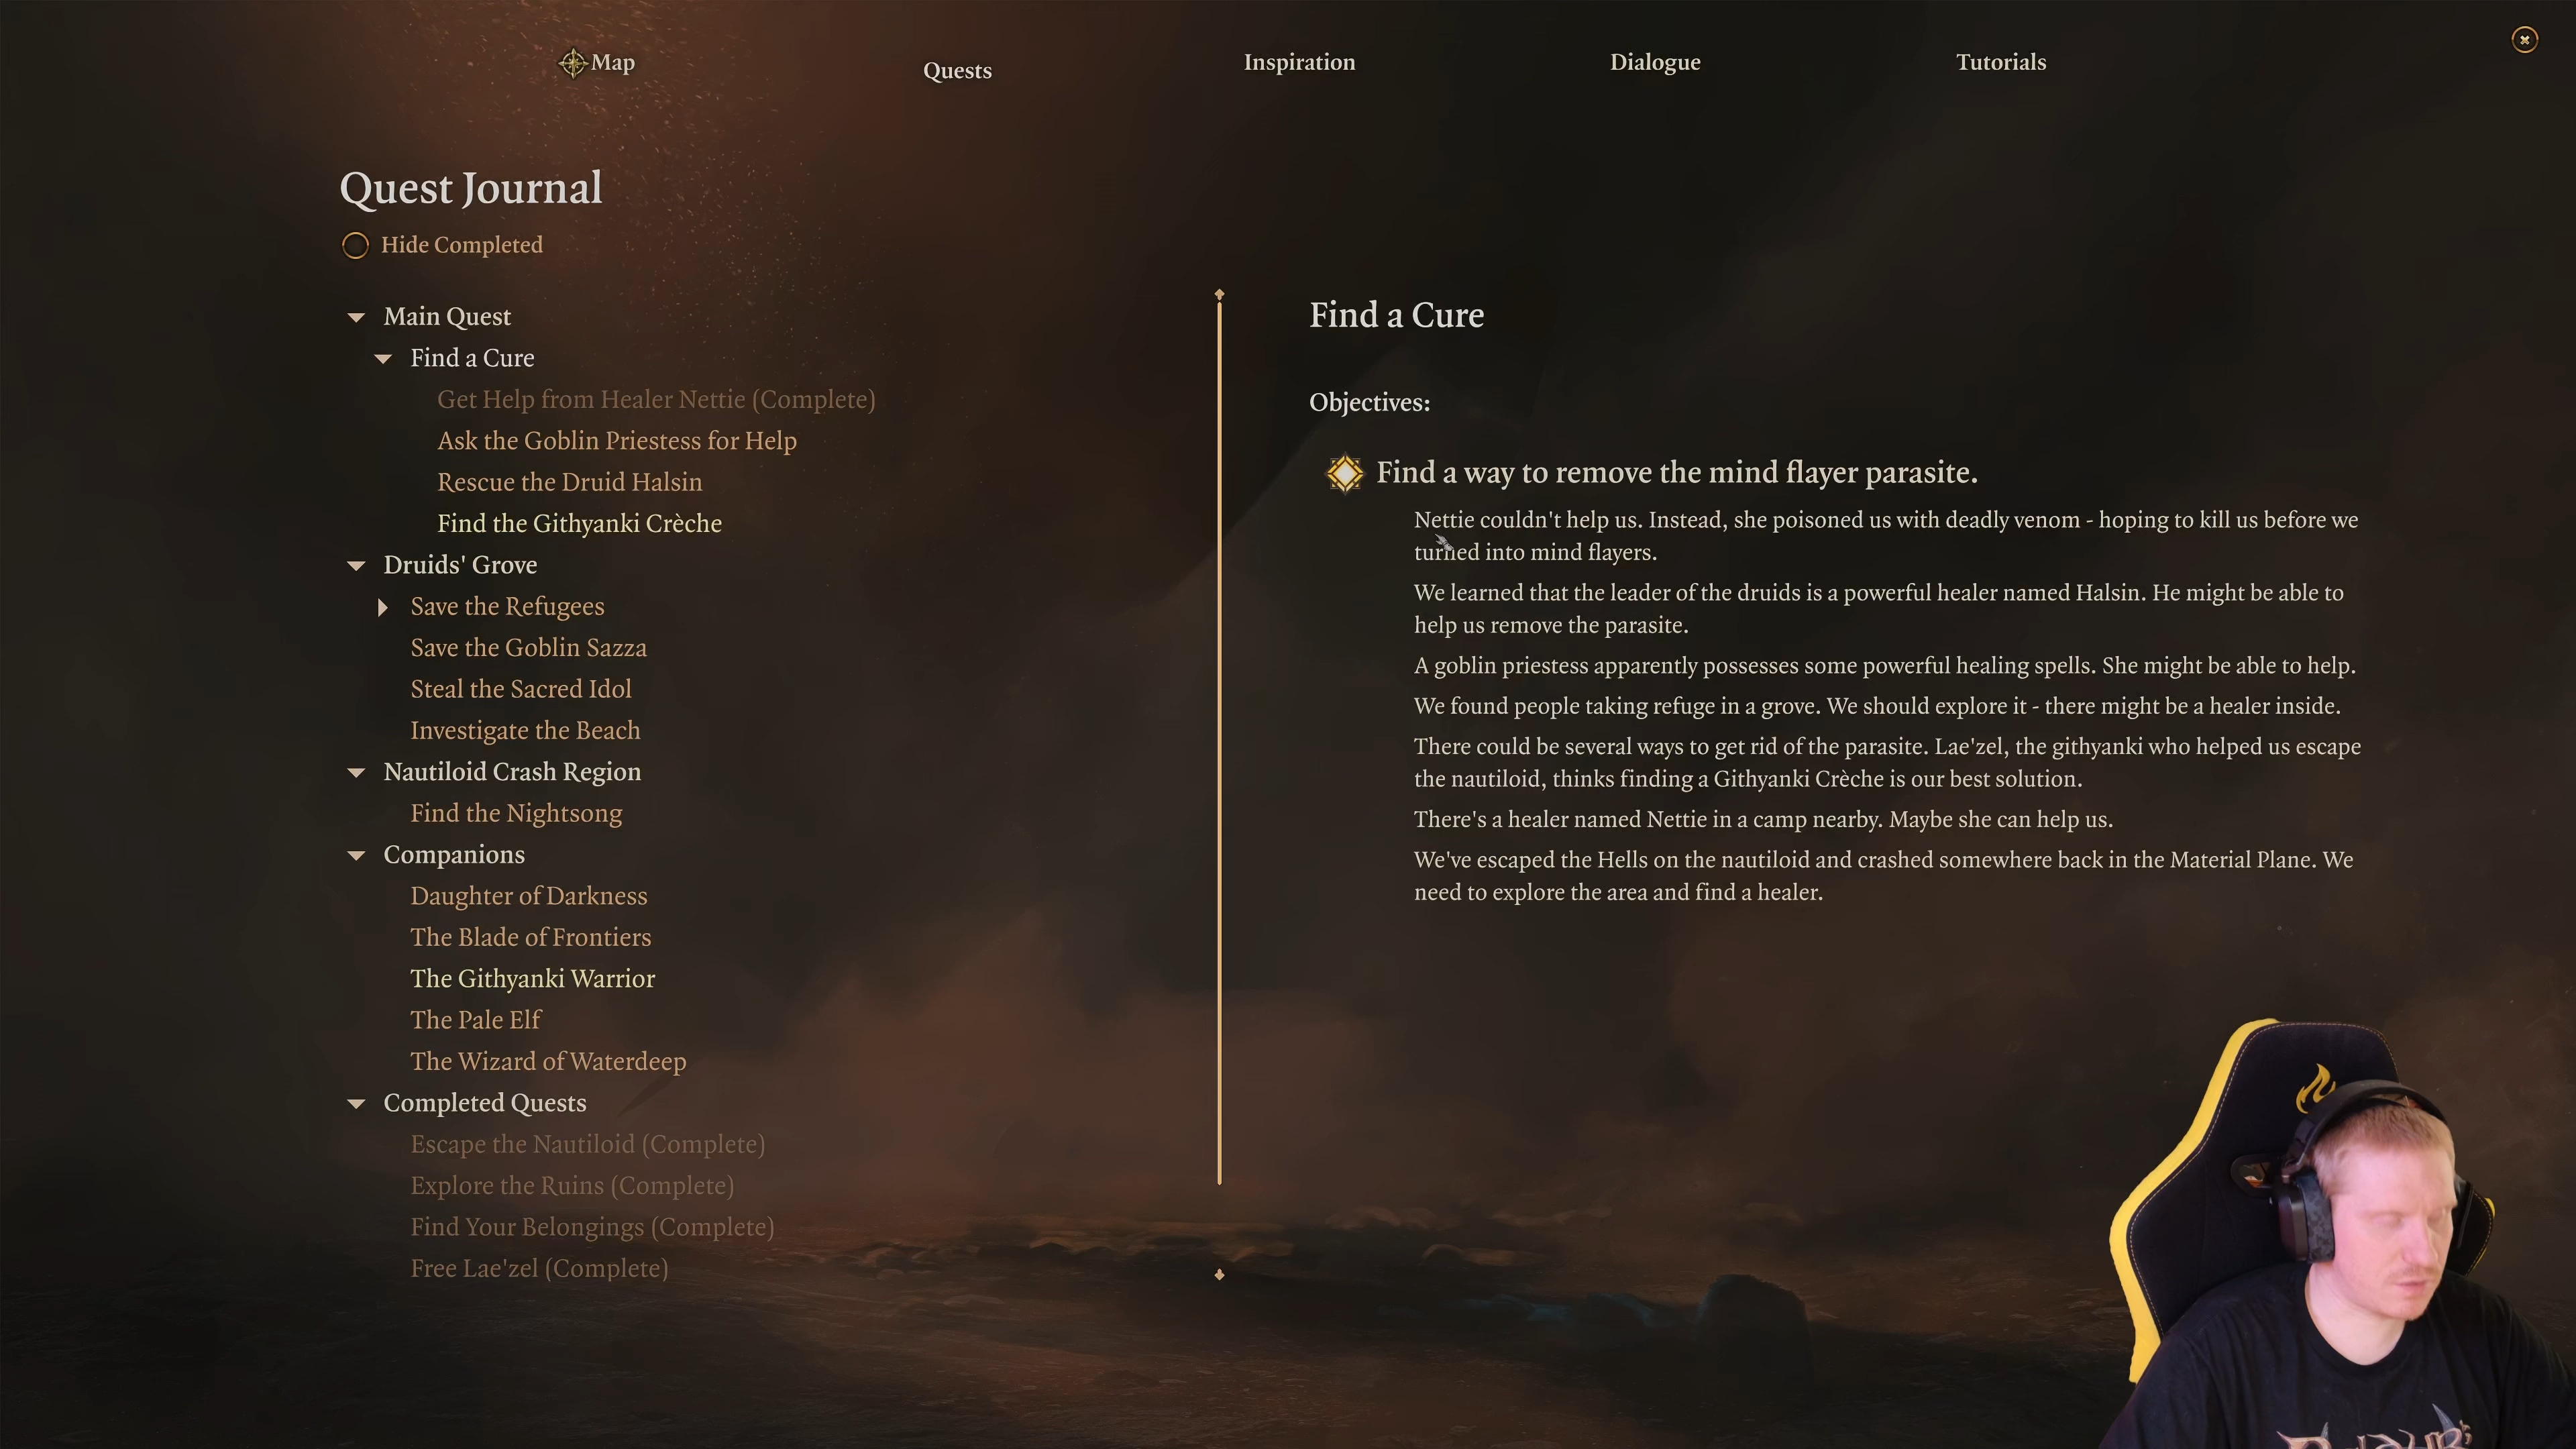 Map
Quests
Inspiration
Dialogue
Tutorials
Quest Journal
Hide Completed
Main Quest
Find a Cure
Get Help from Healer Nettie (Complete)
Ask the Goblin Priestess for Help
Rescue the Druid Halsin
Find the Githyanki Crèche
Druids' Grove
Save the Refugees
Save the Goblin Sazza
Steal the Sacred Idol
Investigate the Beach
Nautiloid Crash Region
Find the Nightsong
Companions
Daughter of Darkness
The Blade of Frontiers
The Githyanki Warrior
The Pale Elf
The Wizard of Waterdeep
Completed Quests
Escape the Nautiloid (Complete)
Explore the Ruins (Complete)
Find Your Belongings (Complete)
Free Lae'zel (Complete)
Find a Cure
Objectives:
Find a way to remove the mind flayer parasite.
Nettie couldn't help us. Instead, she poisoned us with deadly venom - hoping to kill us before we
turned into mind flayers.
We learned that the leader of the druids is a powerful healer named Halsin. He might be able to
help us remove the parasite.
A goblin priestess apparently possesses some powerful healing spells. She might be able to help.
We found people taking refuge in a grove. We should explore it - there might be a healer inside.
There could be several ways to get rid of the parasite. Lae'zel, the githyanki who helped us escape
the nautiloid, thinks finding a Githyanki Crèche is our best solution.
There's a healer named Nettie in a camp nearby. Maybe she can help us.
We've escaped the Hells on the nautiloid and crashed somewhere back in the Material Plane. We
need to explore the area and find a healer.